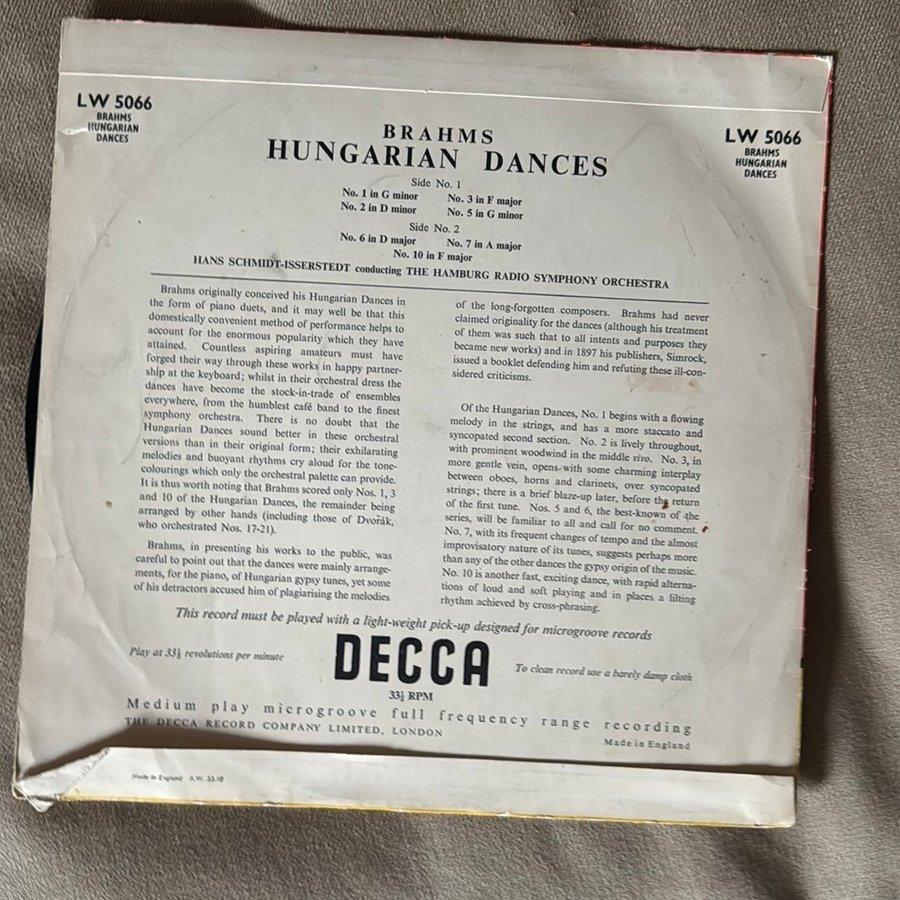 LW 5066
BRAHMS
HUNGARIAN
DANCES
LW 5066
BRAHMS
HUNGARIAN
DANCES
BRAHMS
HUNGARIAN DANCES
Side No. 1
No. 1 in G minor No. 3 in F major
No. 2 in D minor No. 5 in G minor
Side No. 2
No. 6 in D major No. 7 in A major
No. 10 in F major
HANS SCHMIDT-ISSERSTEDT conducting THE HAMBURG RADIO SYMPHONY ORCHESTRA
Brahms originally conceived his Hungarian Dances in
the form of piano duets, and it may well be that this
domestically convenient method of performance helps to
account for the enormous popularity which they have
attained. Countless aspiring amateurs must have
forged their way through these works in happy partner-
ship at the keyboard; whilst in their orchestral dress the
dances have become the stock-in-trade of ensembles
everywhere, from the humblest café band to the finest
symphony orchestra. There is no doubt that the
Hungarian Dances sound better in these orchestral
versions than in their original form; their exhilarating
melodies and buoyant rhythms cry aloud for the tone-
colourings which only the orchestral palette can provide.
It is thus worth noting that Brahms scored only Nos. 1, 3
and 10 of the Hungarian Dances, the remainder being
arranged by other hands (including those of Dvořák,
who orchestrated Nos. 17-21).
Brahms, in presenting his works to the public, was
careful to point out that the dances were mainly arrange-
ments, for the piano, of Hungarian gypsy tunes, yet some
of his detractors accused him of plagiarising the melodies
of the long-forgotten composers. Brahms had never
claimed originality for the dances (although his treatment
of them was such that to all intents and purposes they
became new works) and in 1897 his publishers, Simrock,
issued a booklet defending him and refuting these ill-con-
sidered criticisms.
Of the Hungarian Dances, No. 1 begins with a flowing
melody in the strings, and has a more staccato and
syncopated second section. No. 2 is lively throughout,
with prominent woodwind in the middle vivo. No. 3, in
more gentle vein, opens with some charming interplay
between oboes, horns and clarinets, over syncopated
strings; there is a brief blaze-up later, before the return
of the first tune. Nos. 5 and 6, the best-known of the
series, will be familiar to all and call for no comment.
No. 7, with its frequent changes of tempo and the almost
improvisatory nature of its tunes, suggests perhaps more
than any of the other dances the gypsy origin of the music.
No. 10 is another fast, exciting dance, with rapid alterna-
tions of loud and soft playing and in places a lilting
rhythm achieved by cross-phrasing.
This record must be played with a light-weight pick-up designed for microgroove records
Play at 33⅓ revolutions per minute
DECCA
To clean record use a barely damp cloth
33⅓ RPM
Medium play microgroove full frequency range recording
THE DECCA RECORD COMPANY LIMITED, LONDON
Made in England
Made in England A.W. 33.10